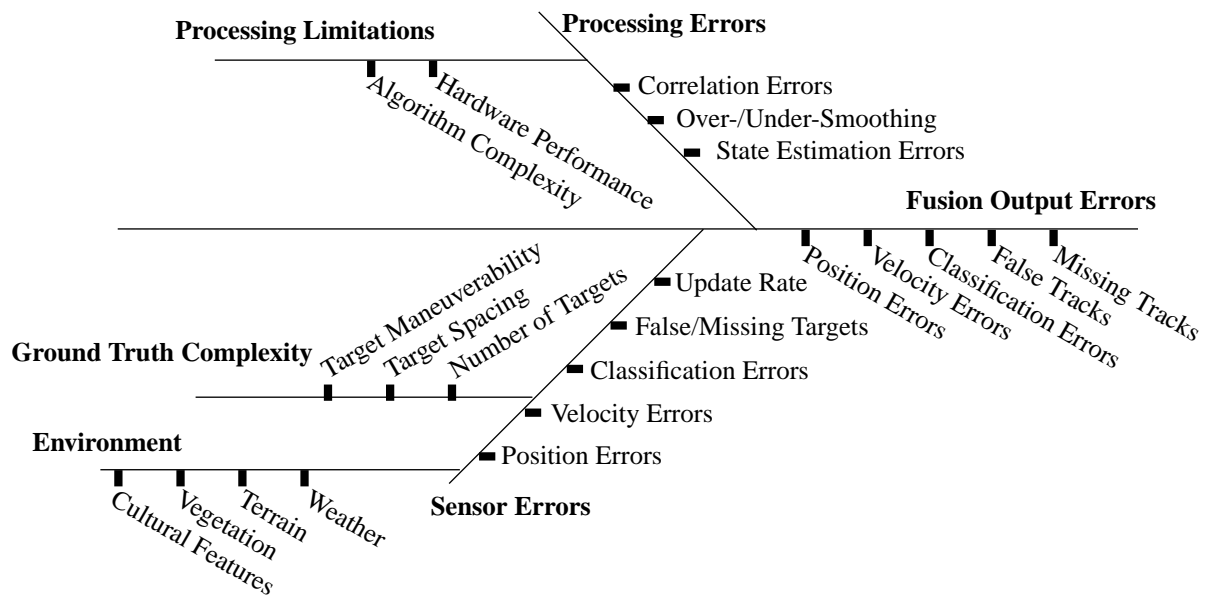 Processing Limitations
Processing Errors
Algorithm Complexity
Hardware Performance
Correlation Errors
Over-/Under-Smoothing
State Estimation Errors
Fusion Output Errors
Position Errors
Velocity Errors
Classification Errors
False Tracks
Missing Tracks
Ground Truth Complexity
Target Maneuverability
Target Spacing
Number of Targets
Update Rate
False/Missing Targets
Classification Errors
Velocity Errors
Position Errors
Environment
Cultural Features
Vegetation
Terrain
Weather
Sensor Errors